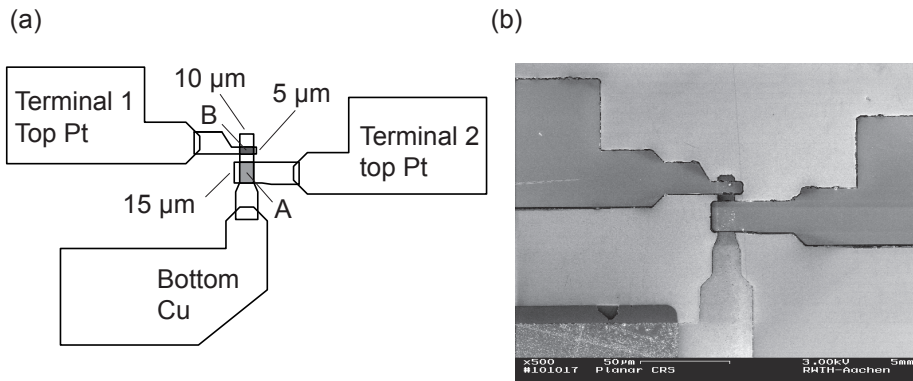 (a)
10 µm
Terminal 1
Top Pt
B
5 µm
Terminal 2
top Pt
15 µm
A
Bottom
Cu
(b)
x500 50µm 3.00kV 5mm
#101017 Planar CRS RWTH-Aachen